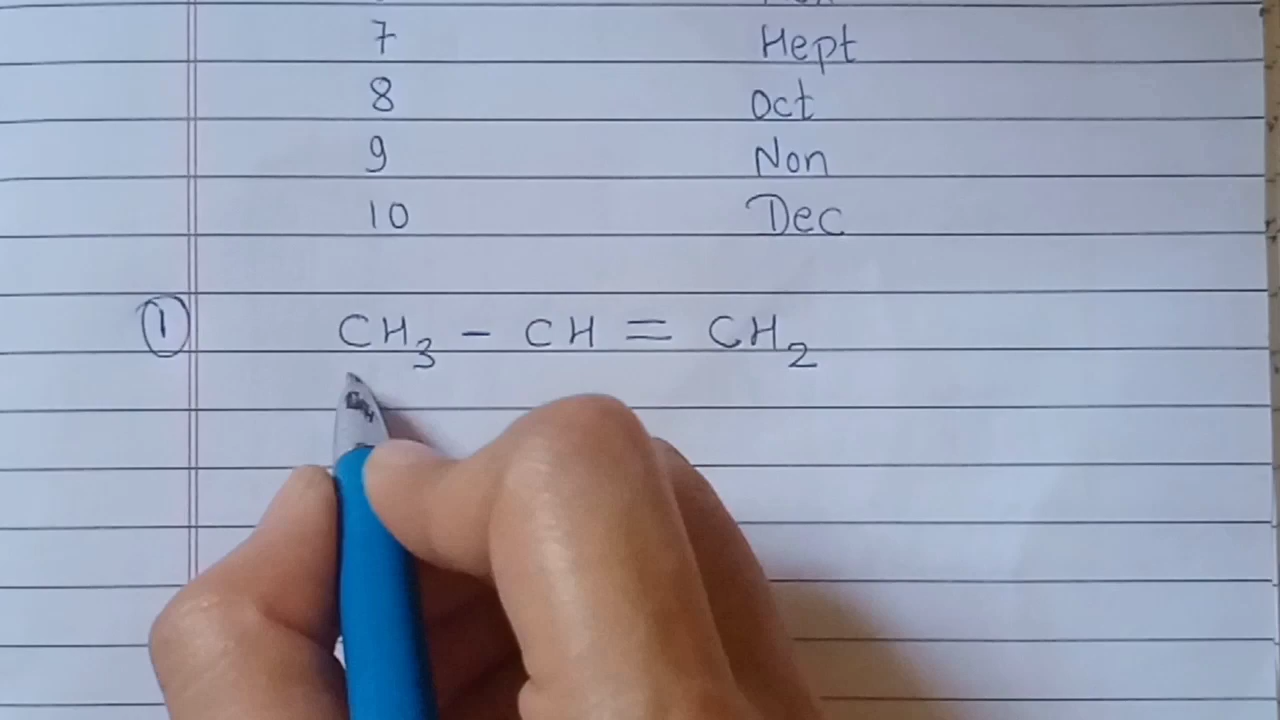 7 Hept
8 Oct
9 Non
10 Dec
① CH₃ - CH = CH₂